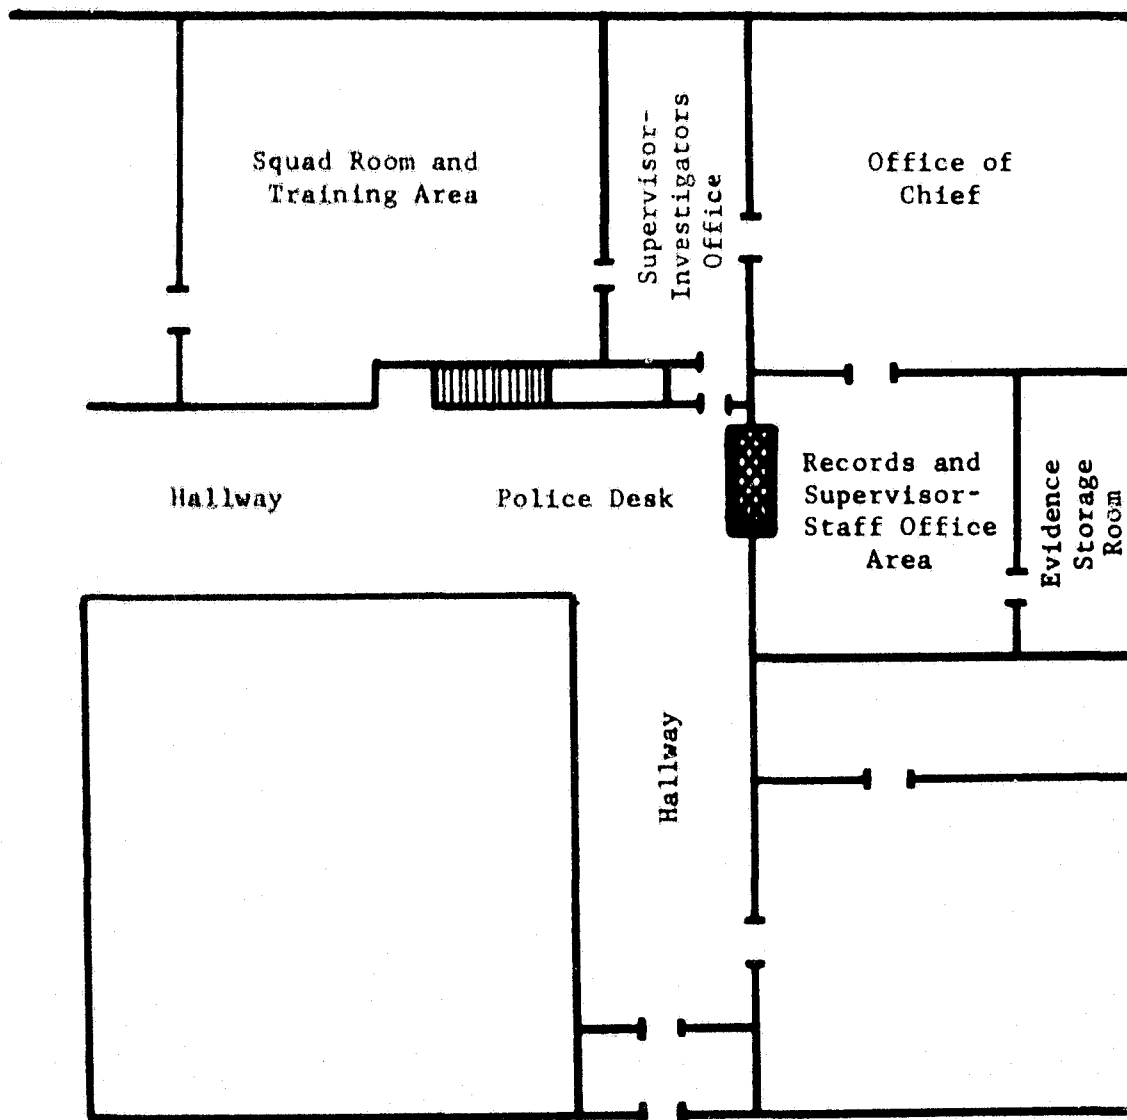 Squad Room and
Training Area
Supervisor-
Investigators
Office
Office of
Chief
Hallway
Police Desk
Records and
Supervisor-
Staff Office
Area
Evidence
Storage
Room
Hallway